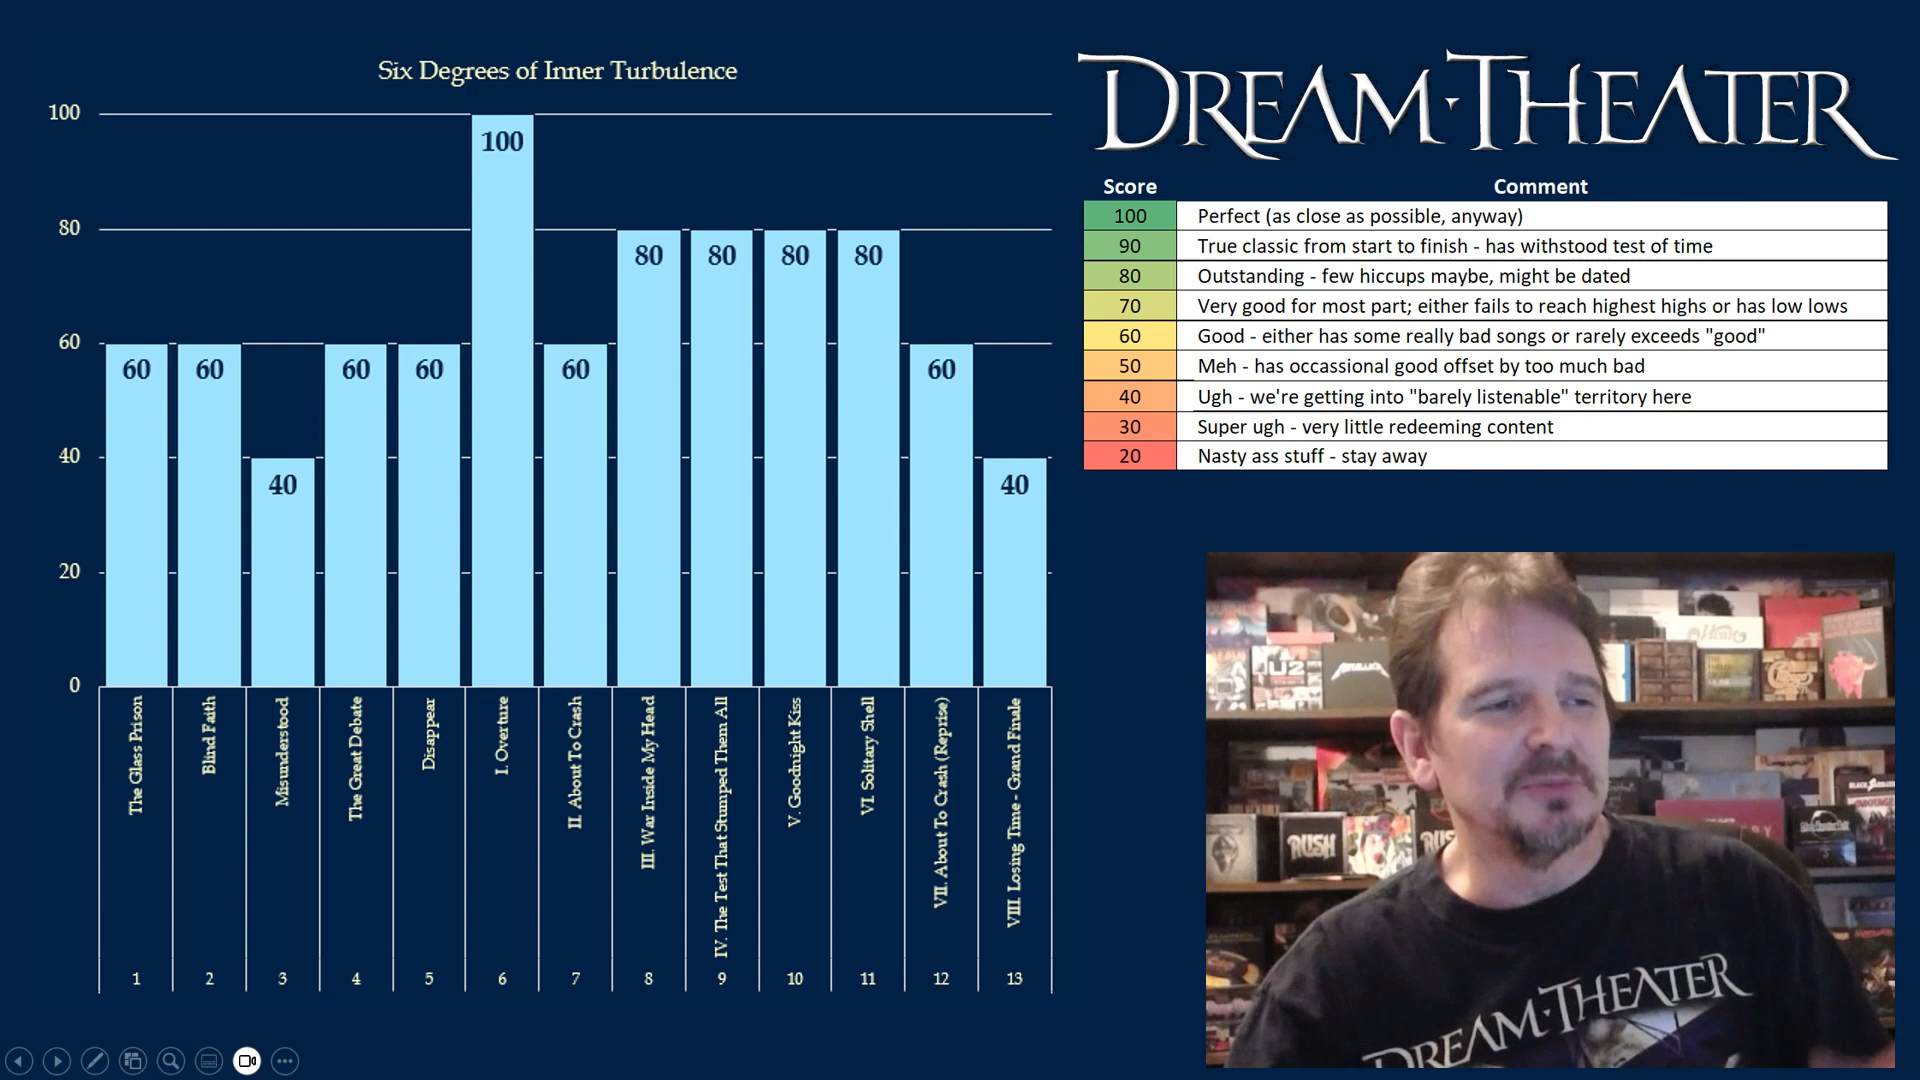 Six Degrees of Inner Turbulence
100
80
60
40
20
0
60
60
40
60
60
100
60
80
80
80
80
60
40
The Glass Prison
Blind Faith
Misunderstood
The Great Debate
Disappear
I. Overture
II. About To Crash
III. War Inside My Head
IV. The Test That Stumped Them All
V. Goodnight Kiss
VI. Solitary Shell
VII. About To Crash (Reprise)
VIII. Losing Time - Grand Finale
1 2 3 4 5 6 7 8 9 10 11 12 13
DREAM·THEATER
Score Comment
100 Perfect (as close as possible, anyway)
90 True classic from start to finish - has withstood test of time
80 Outstanding - few hiccups maybe, might be dated
70 Very good for most part; either fails to reach highest highs or has low lows
60 Good - either has some really bad songs or rarely exceeds "good"
50 Meh - has occassional good offset by too much bad
40 Ugh - we're getting into "barely listenable" territory here
30 Super ugh - very little redeeming content
20 Nasty ass stuff - stay away
U2
METALLICA
Heart
Chicago
BLACK SABBATH
RUSH
RUS
DREAM·THEATER